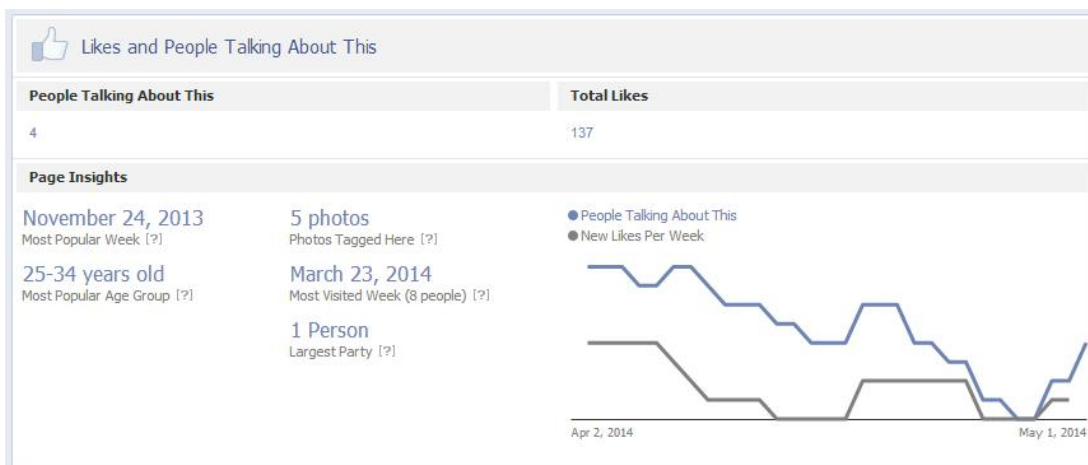 Likes and People Talking About This
People Talking About This
Total Likes
4
137
Page Insights
November 24, 2013
Most Popular Week [?]
25-34 years old
Most Popular Age Group [?]
5 photos
Photos Tagged Here [?]
March 23, 2014
Most Visited Week (8 people) [?]
1 Person
Largest Party [?]
People Talking About This
New Likes Per Week
Apr 2, 2014
May 1, 2014